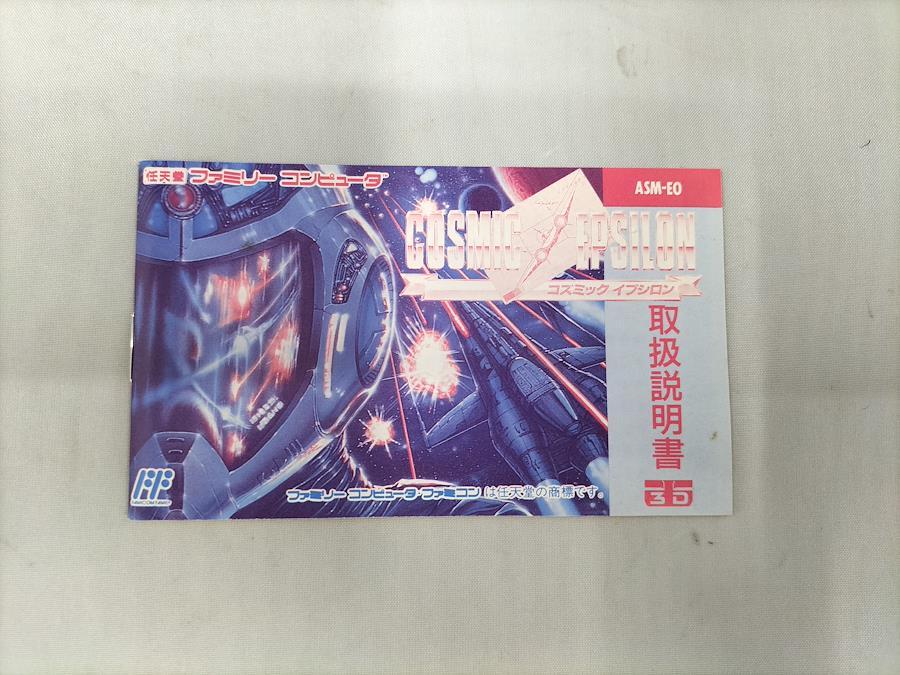 任天堂 ファミリー コンピュータ
ASM-EO
COSMIC EPSILON
コズミック イプシロン
取扱説明書
ファミリー コンピュータ・ファミコン は任天堂の商標です。
FAMICOM FAMILY